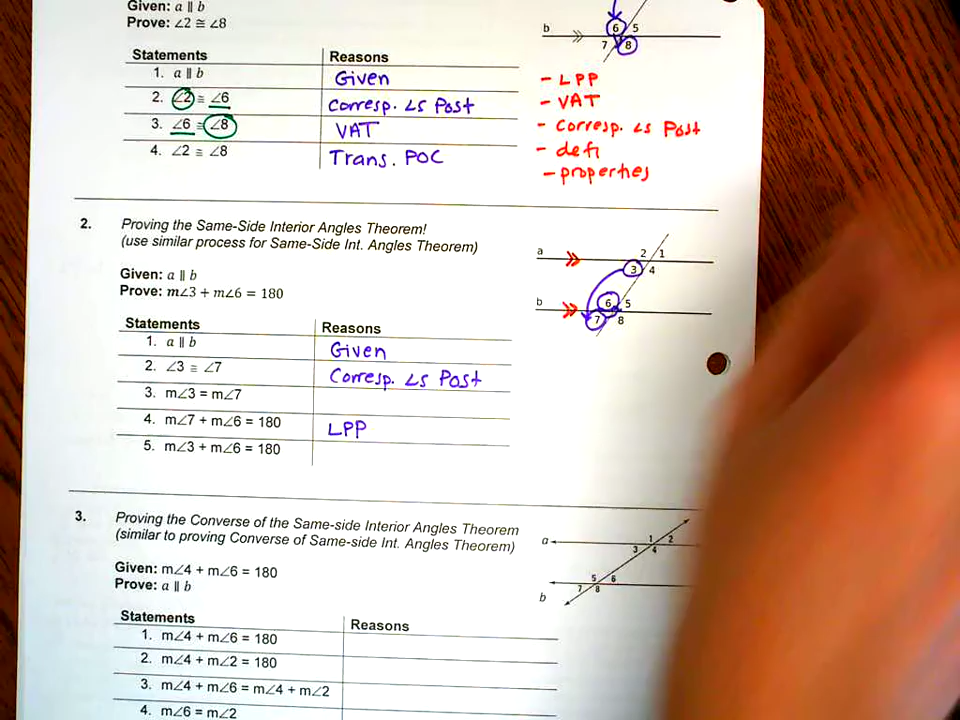 Given: a ∥ b
Prove: ∠2 ≅ ∠8
Statements Reasons
1. a ∥ b Given
2. ∠2 ≅ ∠6 Corresp. ∠s Post
3. ∠6 ≅ ∠8 VAT
4. ∠2 ≅ ∠8 Trans. POC
b 6 5
7 8
- LPP
- VAT
- Corresp. ∠s Post
- defi
- properties
2. Proving the Same-Side Interior Angles Theorem!
(use similar process for Same-Side Int. Angles Theorem)
Given: a ∥ b
Prove: m∠3 + m∠6 = 180
a 2 1
3 4
b 6 5
7 8
Statements Reasons
1. a ∥ b Given
2. ∠3 ≅ ∠7 Corresp. ∠s Post
3. m∠3 = m∠7
4. m∠7 + m∠6 = 180 LPP
5. m∠3 + m∠6 = 180
3. Proving the Converse of the Same-side Interior Angles Theorem
(similar to proving Converse of Same-side Int. Angles Theorem)
Given: m∠4 + m∠6 = 180
Prove: a ∥ b
a 1 2
3 4
5 6
7 8
b
Statements Reasons
1. m∠4 + m∠6 = 180
2. m∠4 + m∠2 = 180
3. m∠4 + m∠6 = m∠4 + m∠2
4. m∠6 = m∠2